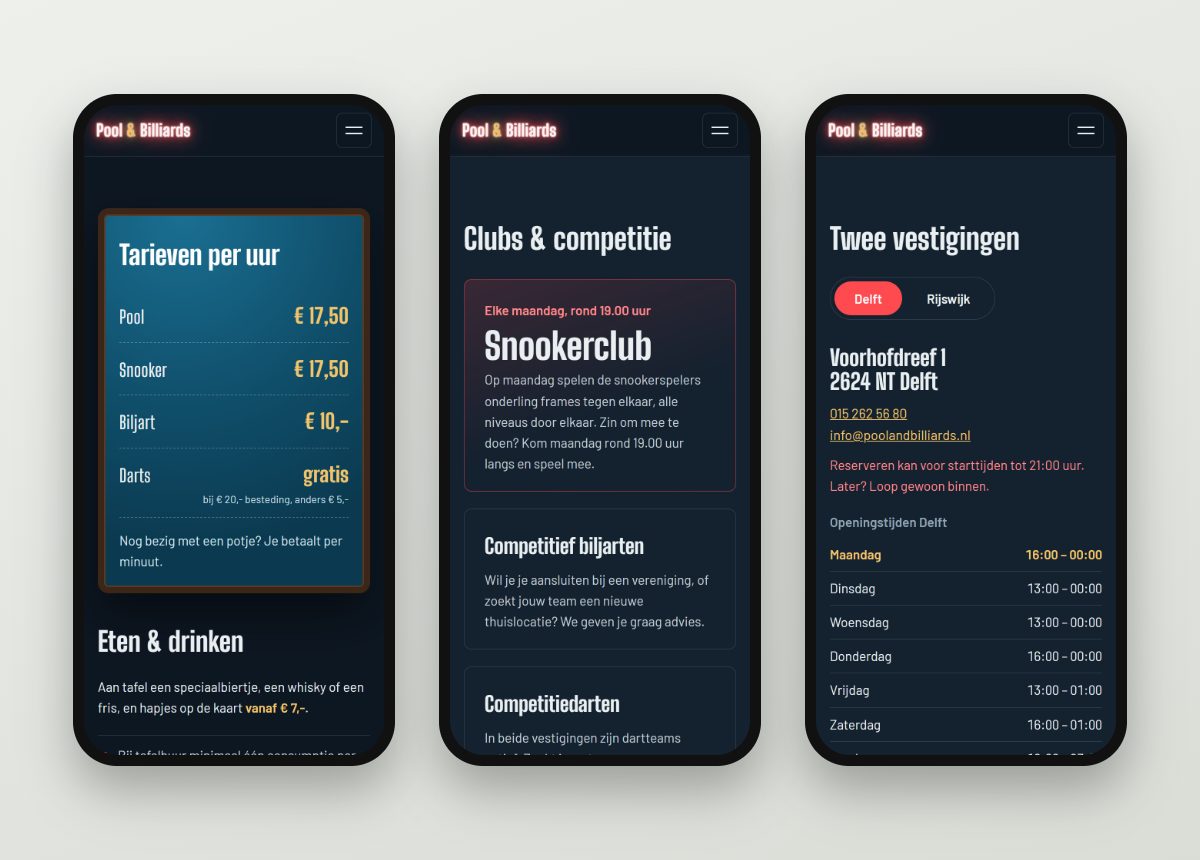 Pool & Billiards
Tarieven per uur
Pool € 17,50
Snooker € 17,50
Biljart € 10,-
Darts gratis
bij € 20,- besteding, anders € 5,-
Nog bezig met een potje? Je betaalt per
minuut.
Eten & drinken
Aan tafel een speciaalbiertje, een whisky of een
fris, en hapjes op de kaart vanaf € 7,-.
Bij tafelhuur minimaal één consumptie per
Pool & Billiards
Clubs & competitie
Elke maandag, rond 19.00 uur
Snookerclub
Op maandag spelen de snookerspelers
onderling frames tegen elkaar, alle
niveaus door elkaar. Zin om mee te
doen? Kom maandag rond 19.00 uur
langs en speel mee.
Competitief biljarten
Wil je je aansluiten bij een vereniging, of
zoekt jouw team een nieuwe
thuislocatie? We geven je graag advies.
Competitiedarten
In beide vestigingen zijn dartteams
Pool & Billiards
Twee vestigingen
Delft Rijswijk
Voorhofdreef 1
2624 NT Delft
015 262 56 80
info@poolandbilliards.nl
Reserveren kan voor starttijden tot 21:00 uur.
Later? Loop gewoon binnen.
Openingstijden Delft
Maandag 16:00 – 00:00
Dinsdag 13:00 – 00:00
Woensdag 13:00 – 00:00
Donderdag 16:00 – 00:00
Vrijdag 13:00 – 01:00
Zaterdag 16:00 – 01:00